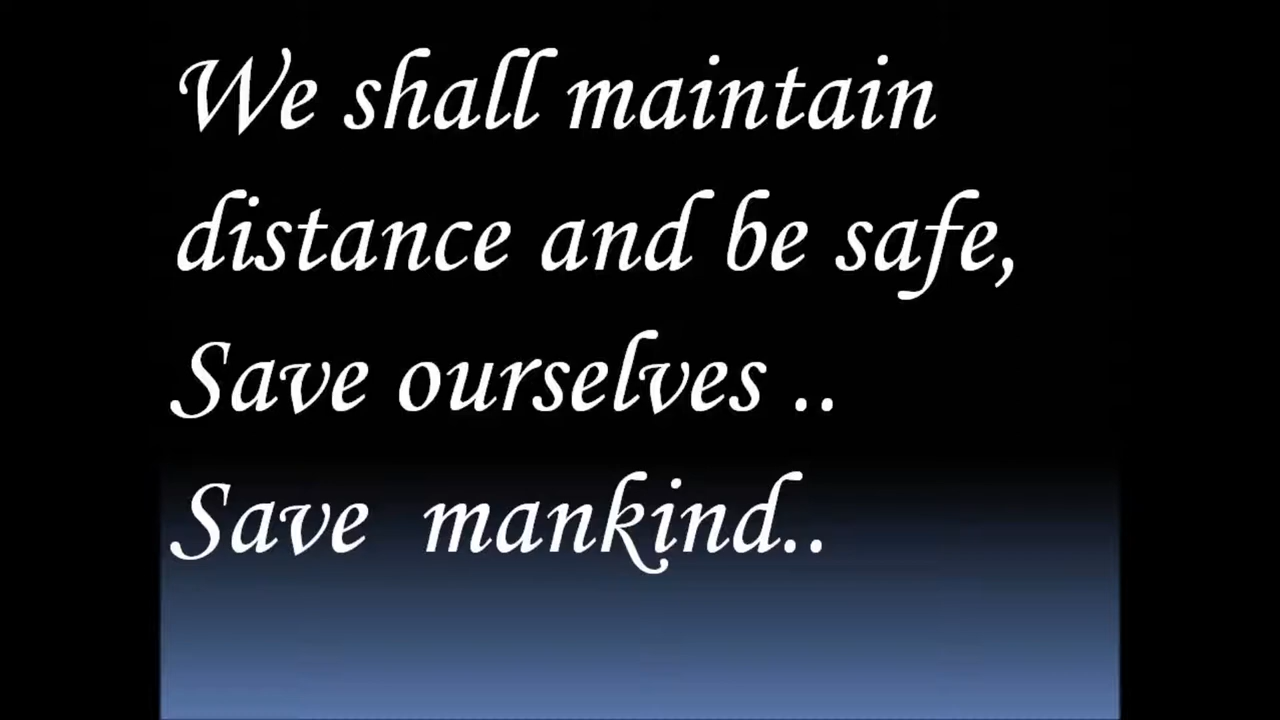 We shall maintain
distance and be safe,
Save ourselves ..
Save  mankind..